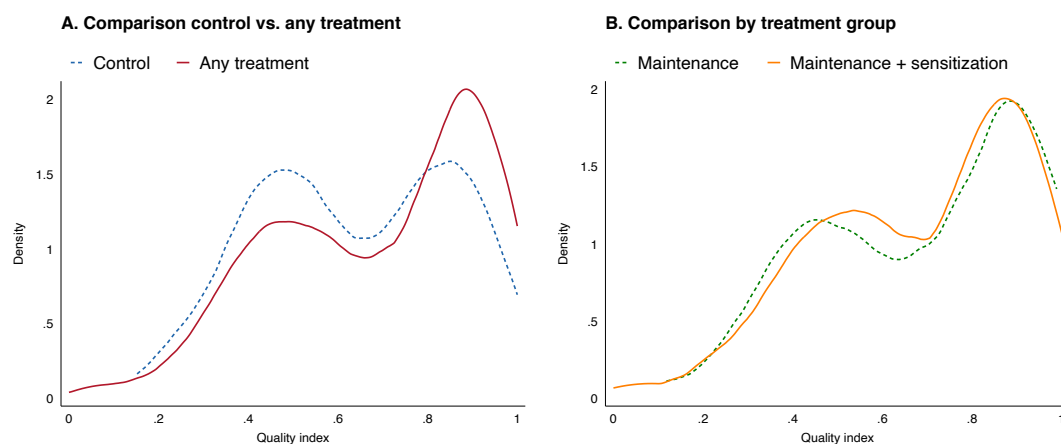 A. Comparison control vs. any treatment
Control Any treatment
Density
2
1.5
1
.5
0
0 .2 .4 .6 .8 1
Quality index
B. Comparison by treatment group
Maintenance Maintenance + sensitization
Density
2
1.5
1
.5
0
0 .2 .4 .6 .8 1
Quality index